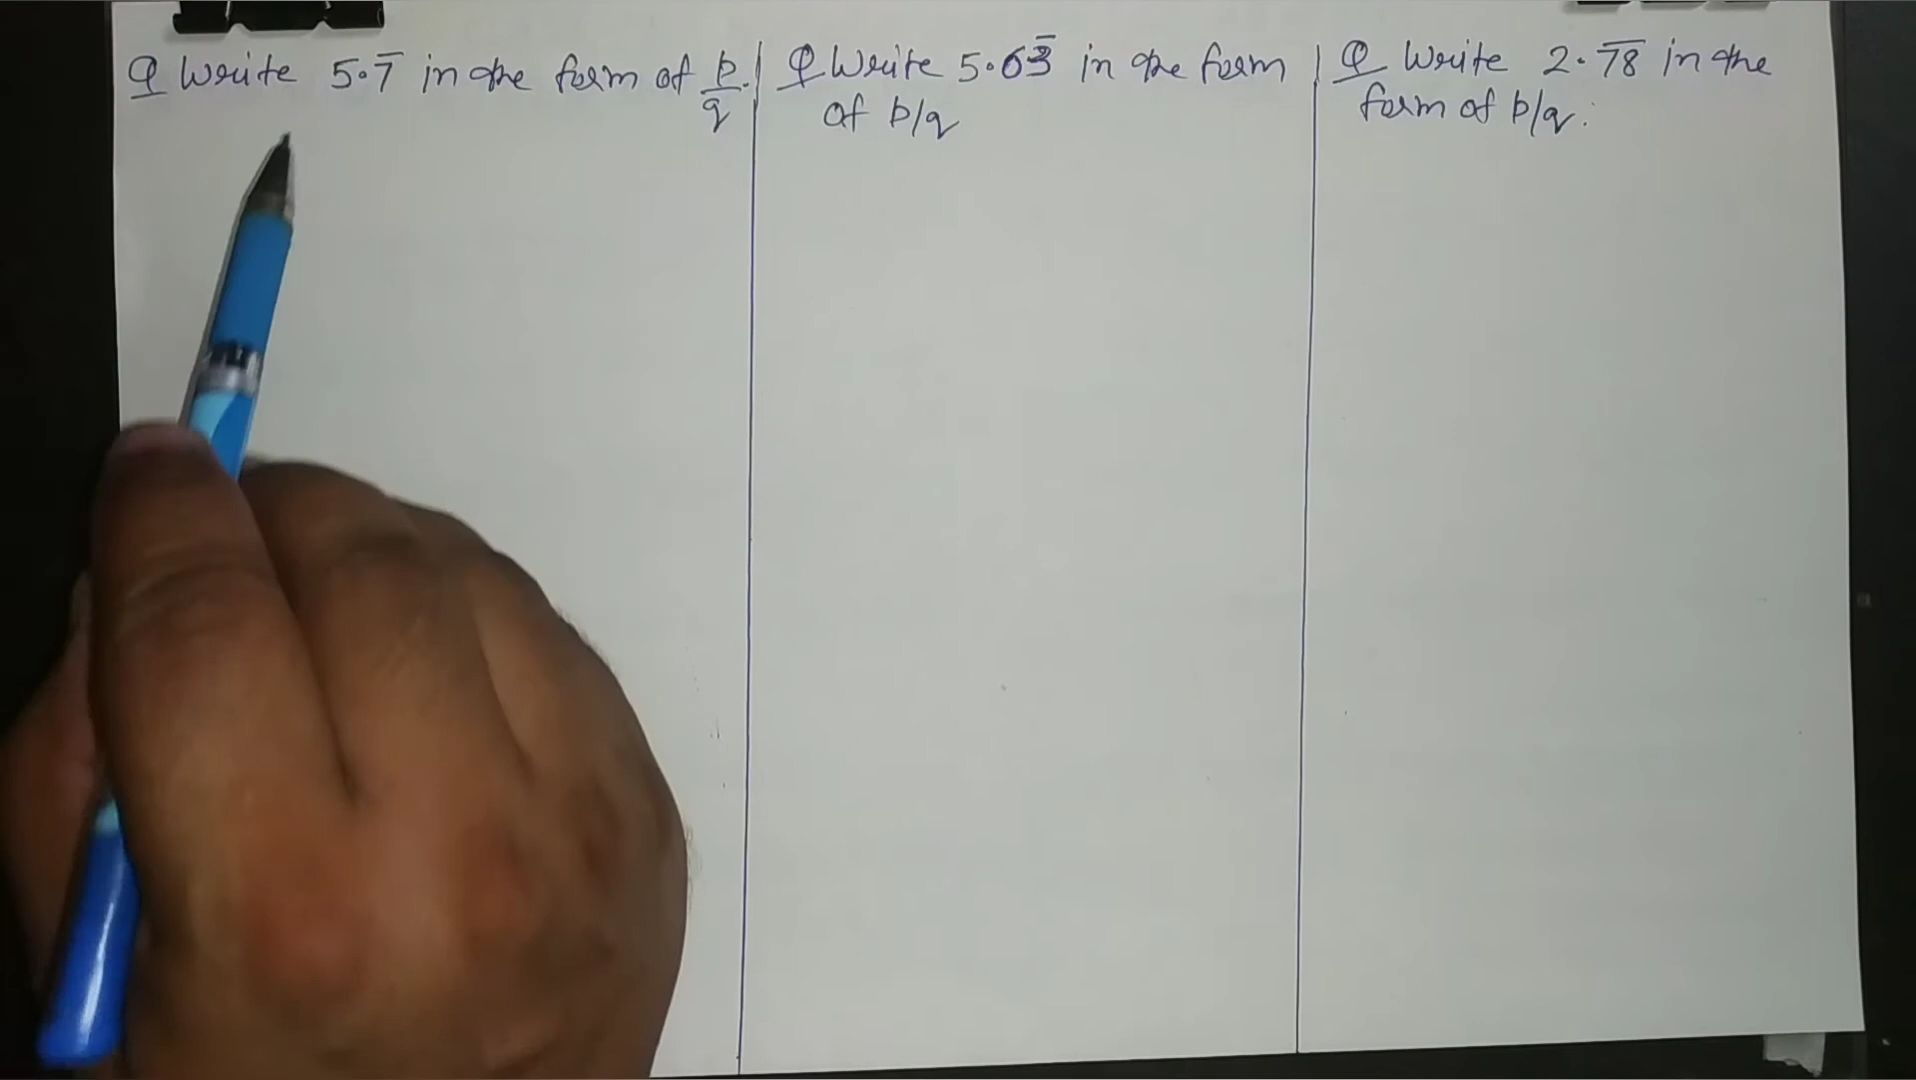 Q Write 5.7̅ in the form of p/q.
Q Write 5.63̅ in the form
of p/q
Q Write 2.7̅8̅ in the
form of p/q.